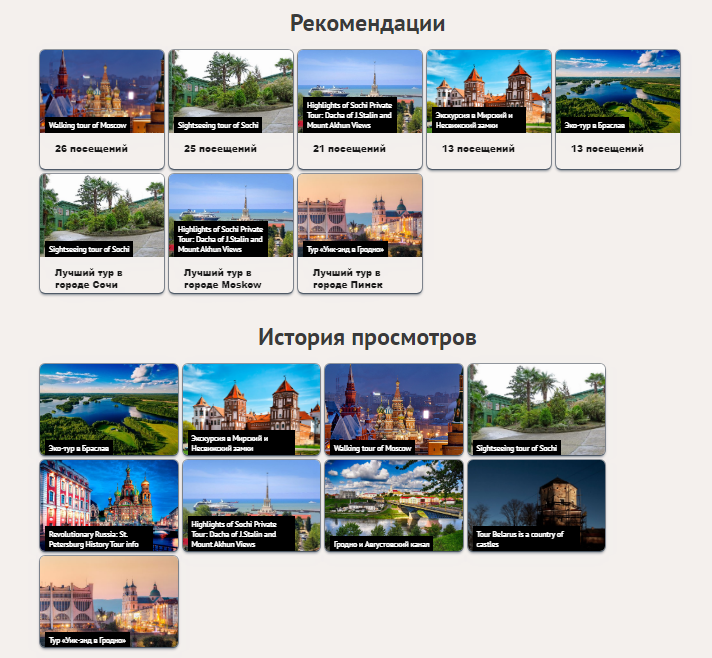 Рекомендации
Walking tour of Moscow
26 посещений
Sightseeing tour of Sochi
25 посещений
Highlights of Sochi Private
Tour: Dacha of J.Stalin and
Mount Akhun Views
21 посещений
Экскурсия в Мирский и
Несвижский замки
13 посещений
Эко-тур в Браслав
13 посещений
Sightseeing tour of Sochi
Лучший тур в
городе Сочи
Highlights of Sochi Private
Tour: Dacha of J.Stalin and
Mount Akhun Views
Лучший тур в
городе Moskow
Тур «Уик-энд в Гродно»
Лучший тур в
городе Пинск
История просмотров
Эко-тур в Браслав
Экскурсия в Мирский и
Несвижский замки
Walking tour of Moscow
Sightseeing tour of Sochi
Revolutionary Russia: St.
Petersburg History Tour info
Highlights of Sochi Private
Tour: Dacha of J.Stalin and
Mount Akhun Views
Гродно и Августовский канал
Tour Belarus is a country of
castles
Тур «Уик-энд в Гродно»